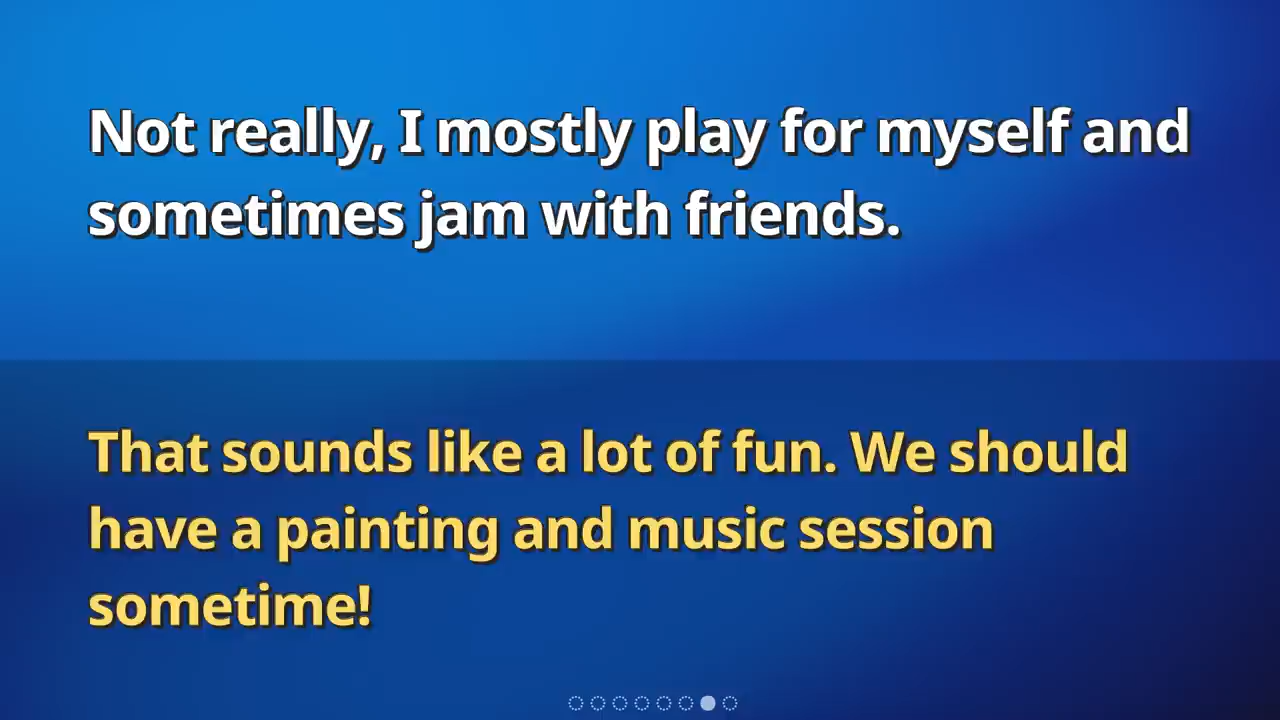 Not really, I mostly play for myself and
sometimes jam with friends.
That sounds like a lot of fun. We should
have a painting and music session
sometime!